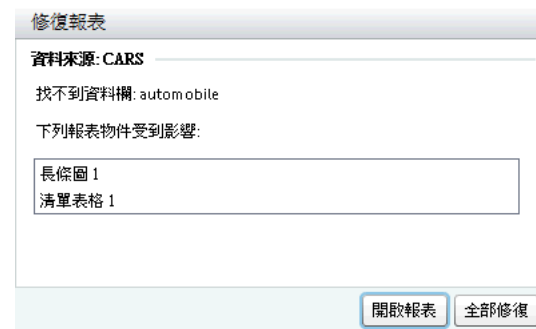 修復報表
資料來源: CARS
找不到資料欄: automobile
下列報表物件受到影響:
長條圖 1
清單表格 1
開啟報表 全部修復